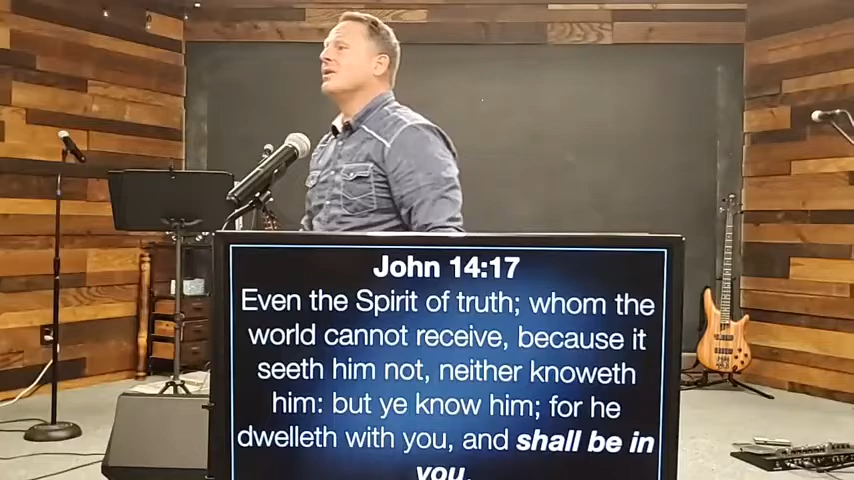 John 14:17
Even the Spirit of truth; whom the
world cannot receive, because it
seeth him not, neither knoweth
him: but ye know him; for he
dwelleth with you, and shall be in
you.